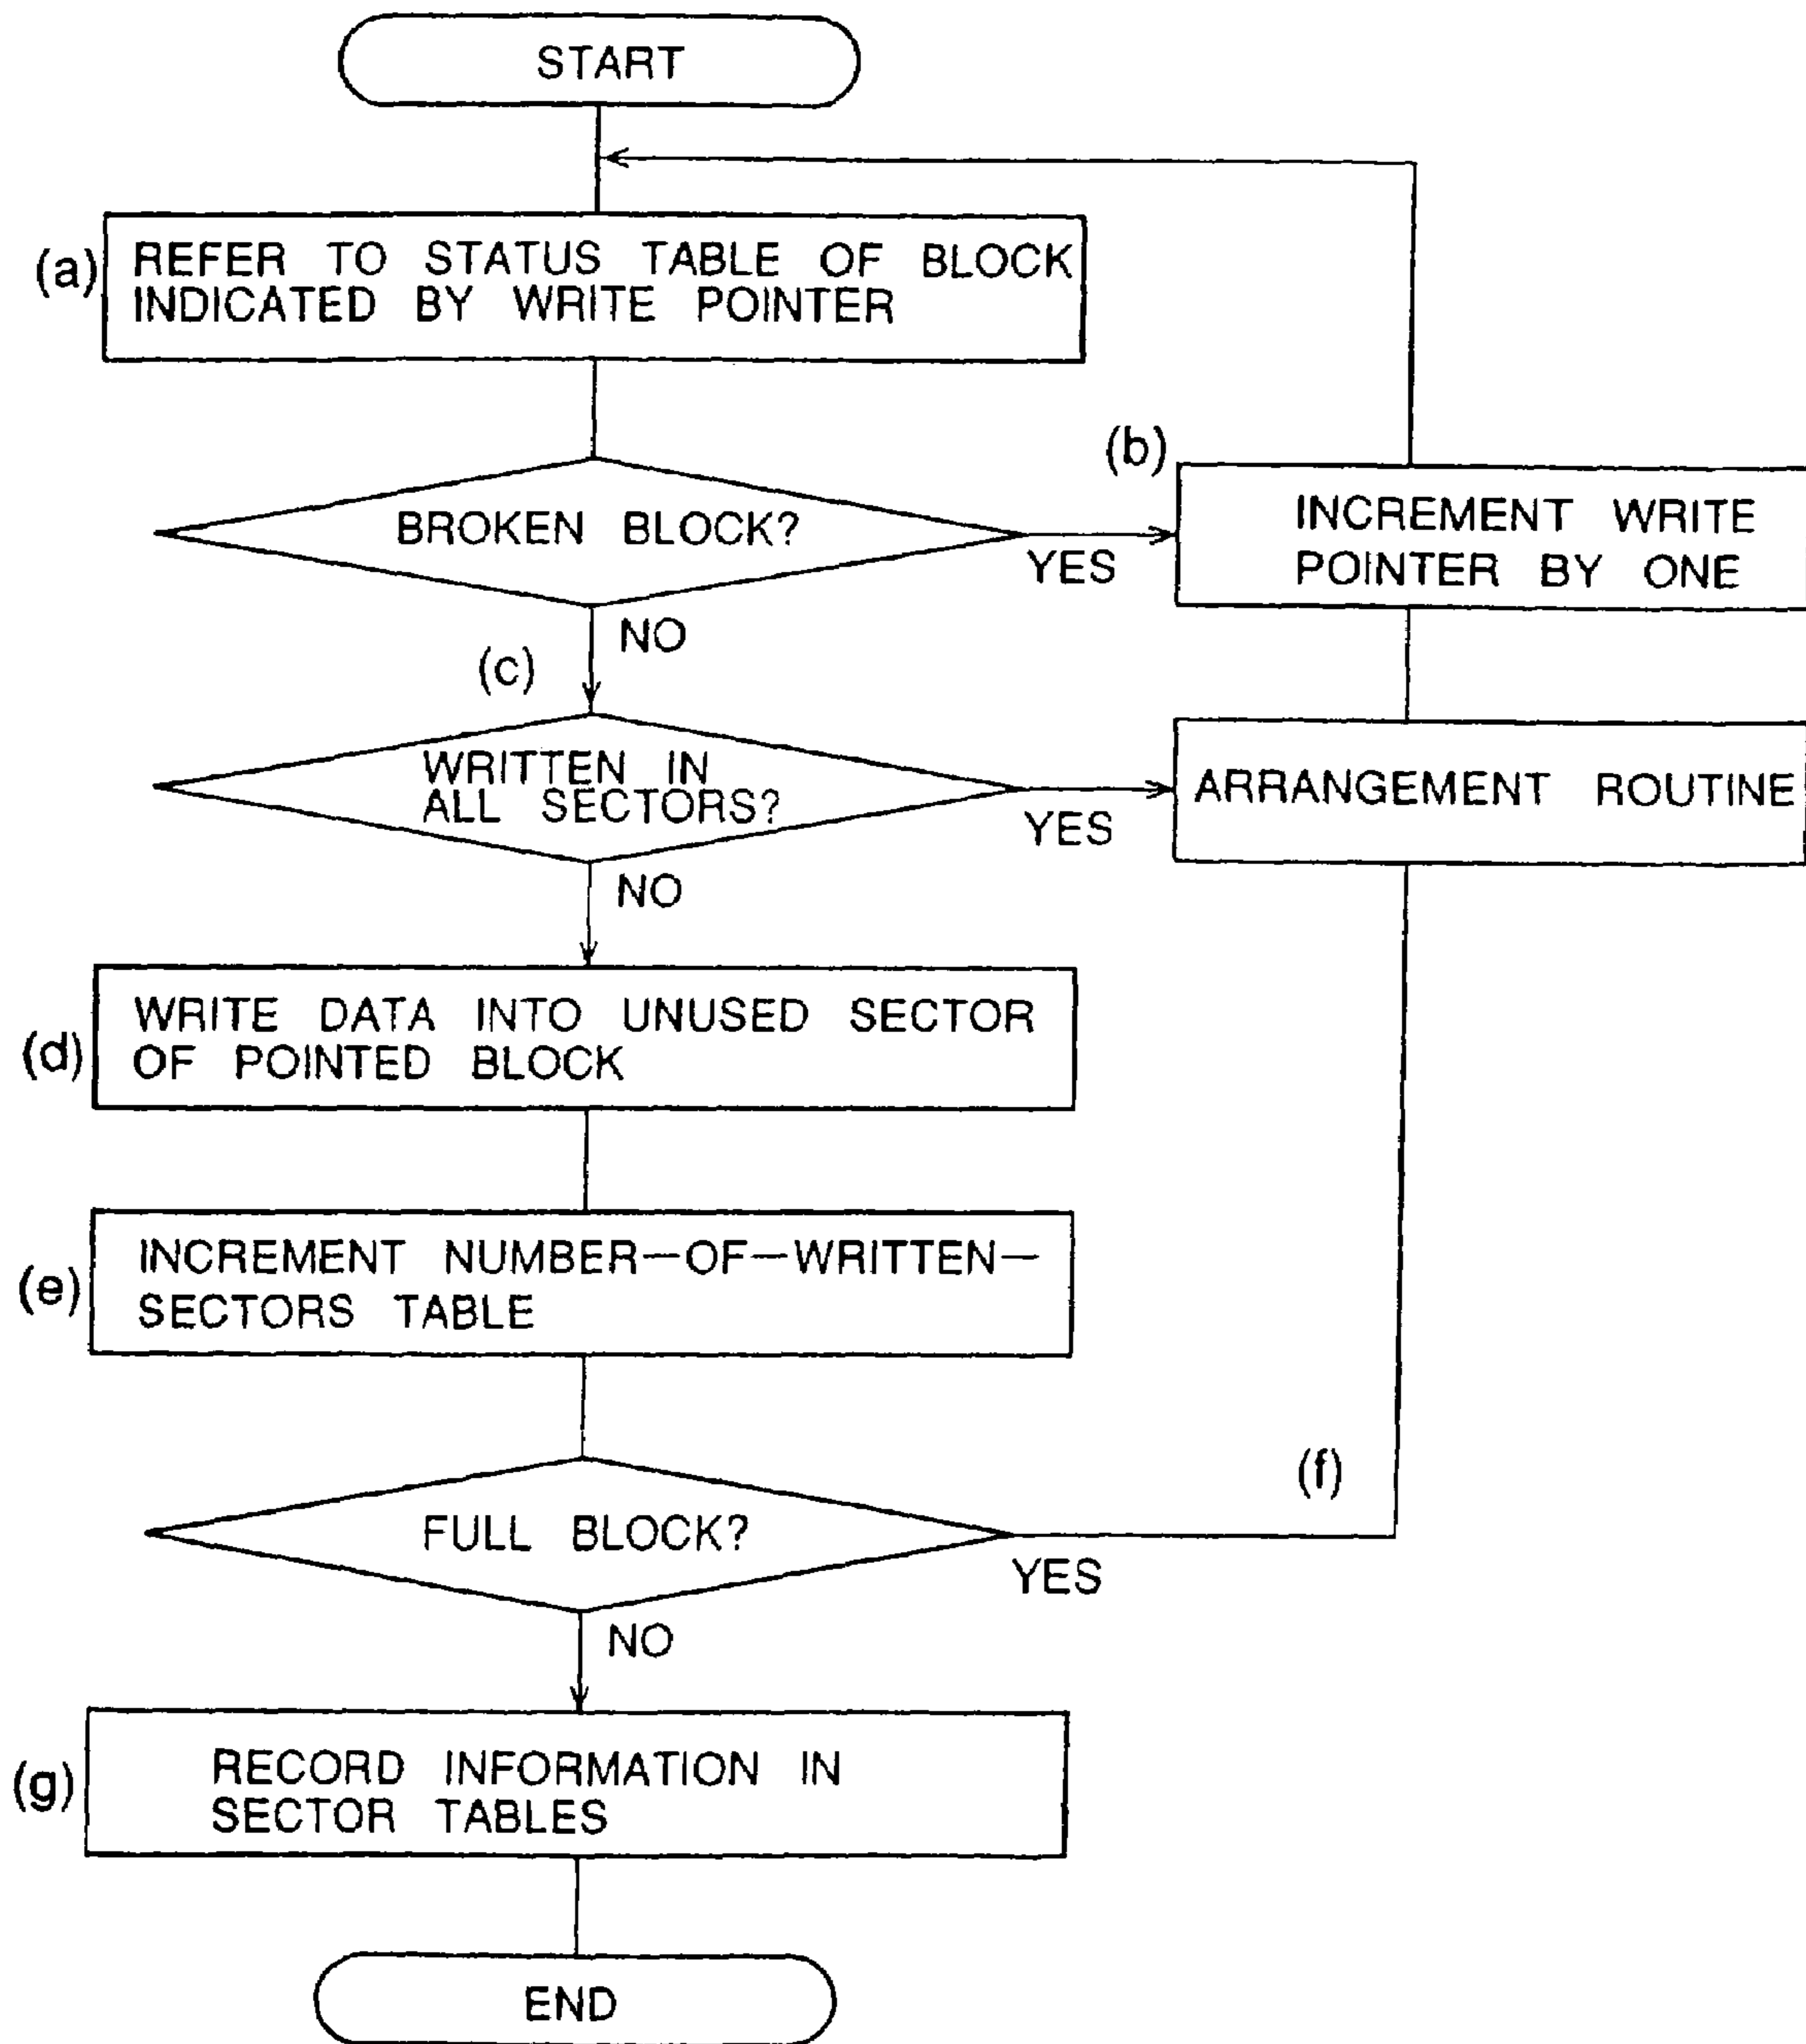 START
(a)
REFER TO STATUS TABLE OF BLOCK
INDICATED BY WRITE POINTER
BROKEN BLOCK?
YES
NO
(b)
INCREMENT WRITE
POINTER BY ONE
(c)
WRITTEN IN
ALL SECTORS?
YES
NO
ARRANGEMENT ROUTINE
(d)
WRITE DATA INTO UNUSED SECTOR
OF POINTED BLOCK
(e)
INCREMENT NUMBER—OF—WRITTEN—
SECTORS TABLE
FULL BLOCK?
YES
NO
(f)
(g)
RECORD INFORMATION IN
SECTOR TABLES
END